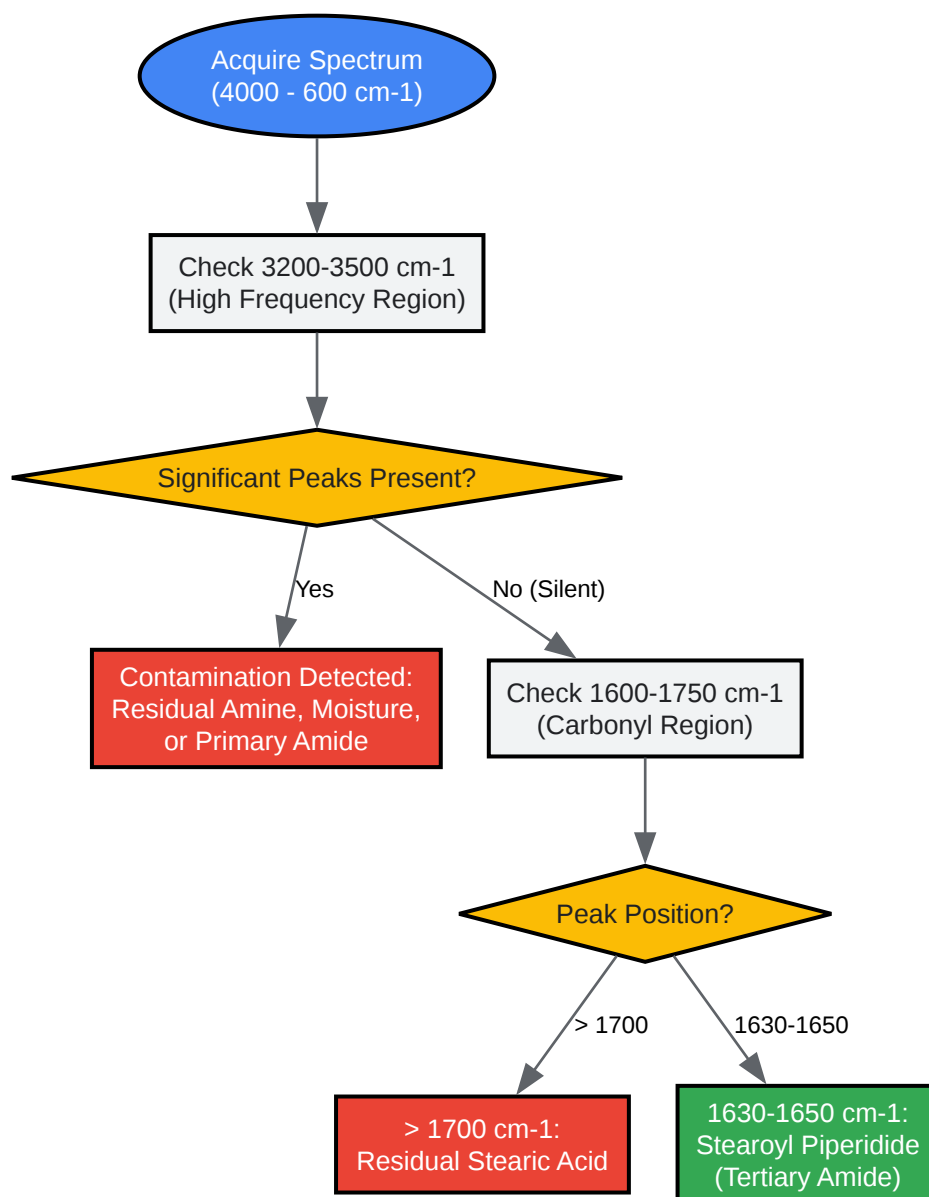 Acquire Spectrum
(4000 - 600 cm-1)
Check 3200-3500 cm-1
(High Frequency Region)
Significant Peaks Present?
Yes
No (Silent)
Contamination Detected:
Residual Amine, Moisture,
or Primary Amide
Check 1600-1750 cm-1
(Carbonyl Region)
Peak Position?
> 1700
1630-1650
> 1700 cm-1:
Residual Stearic Acid
1630-1650 cm-1:
Stearoyl Piperidide
(Tertiary Amide)